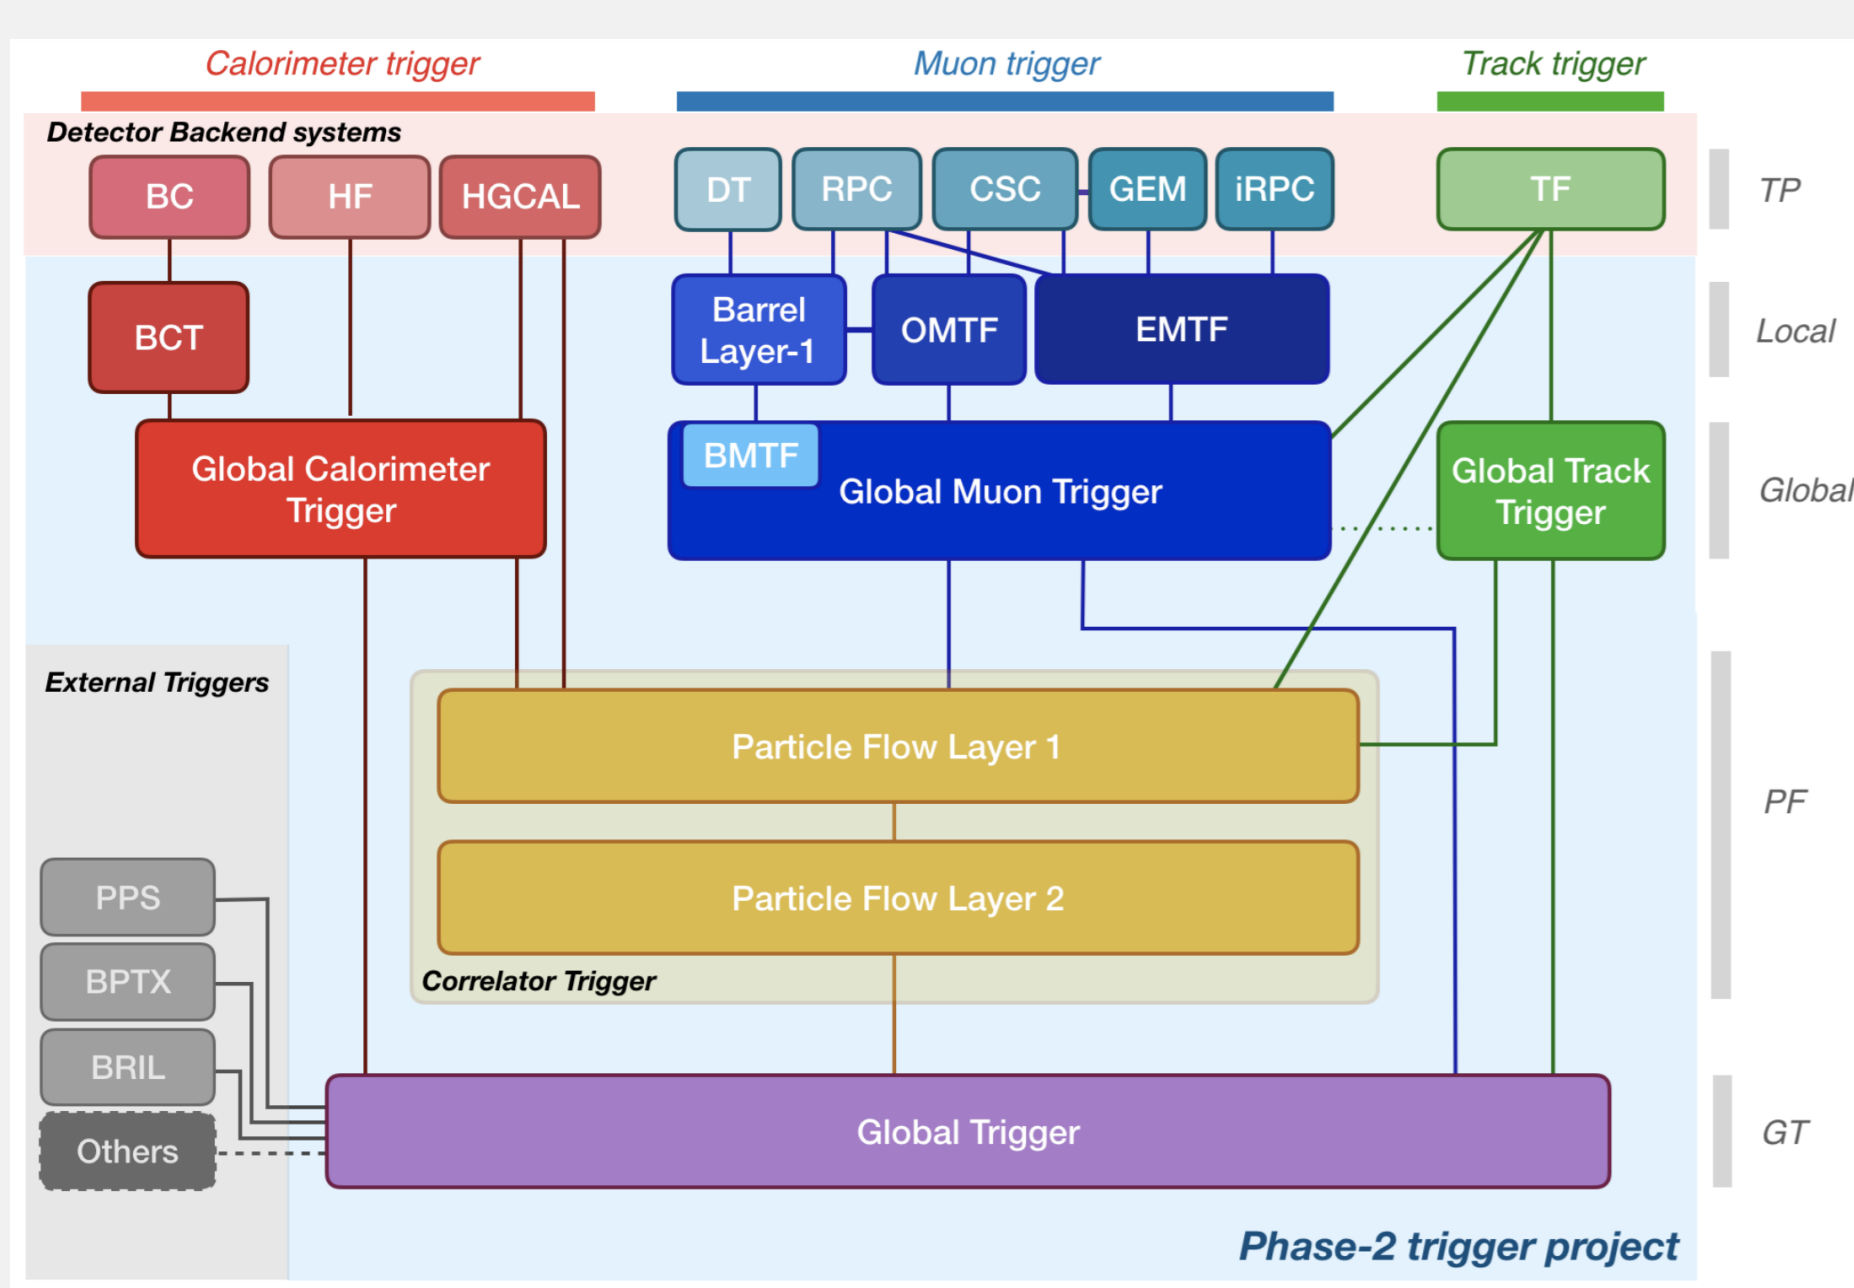 Calorimeter trigger
Muon trigger
Track trigger
Detector Backend systems
BC
HF
HGCAL
DT
RPC
CSC
GEM
iRPC
TF
TP
BCT
Barrel
Layer-1
OMTF
EMTF
Local
Global Calorimeter
Trigger
BMTF
Global Muon Trigger
Global Track
Trigger
Global
External Triggers
Particle Flow Layer 1
PF
Particle Flow Layer 2
Correlator Trigger
PPS
BPTX
BRIL
Others
Global Trigger
GT
Phase-2 trigger project